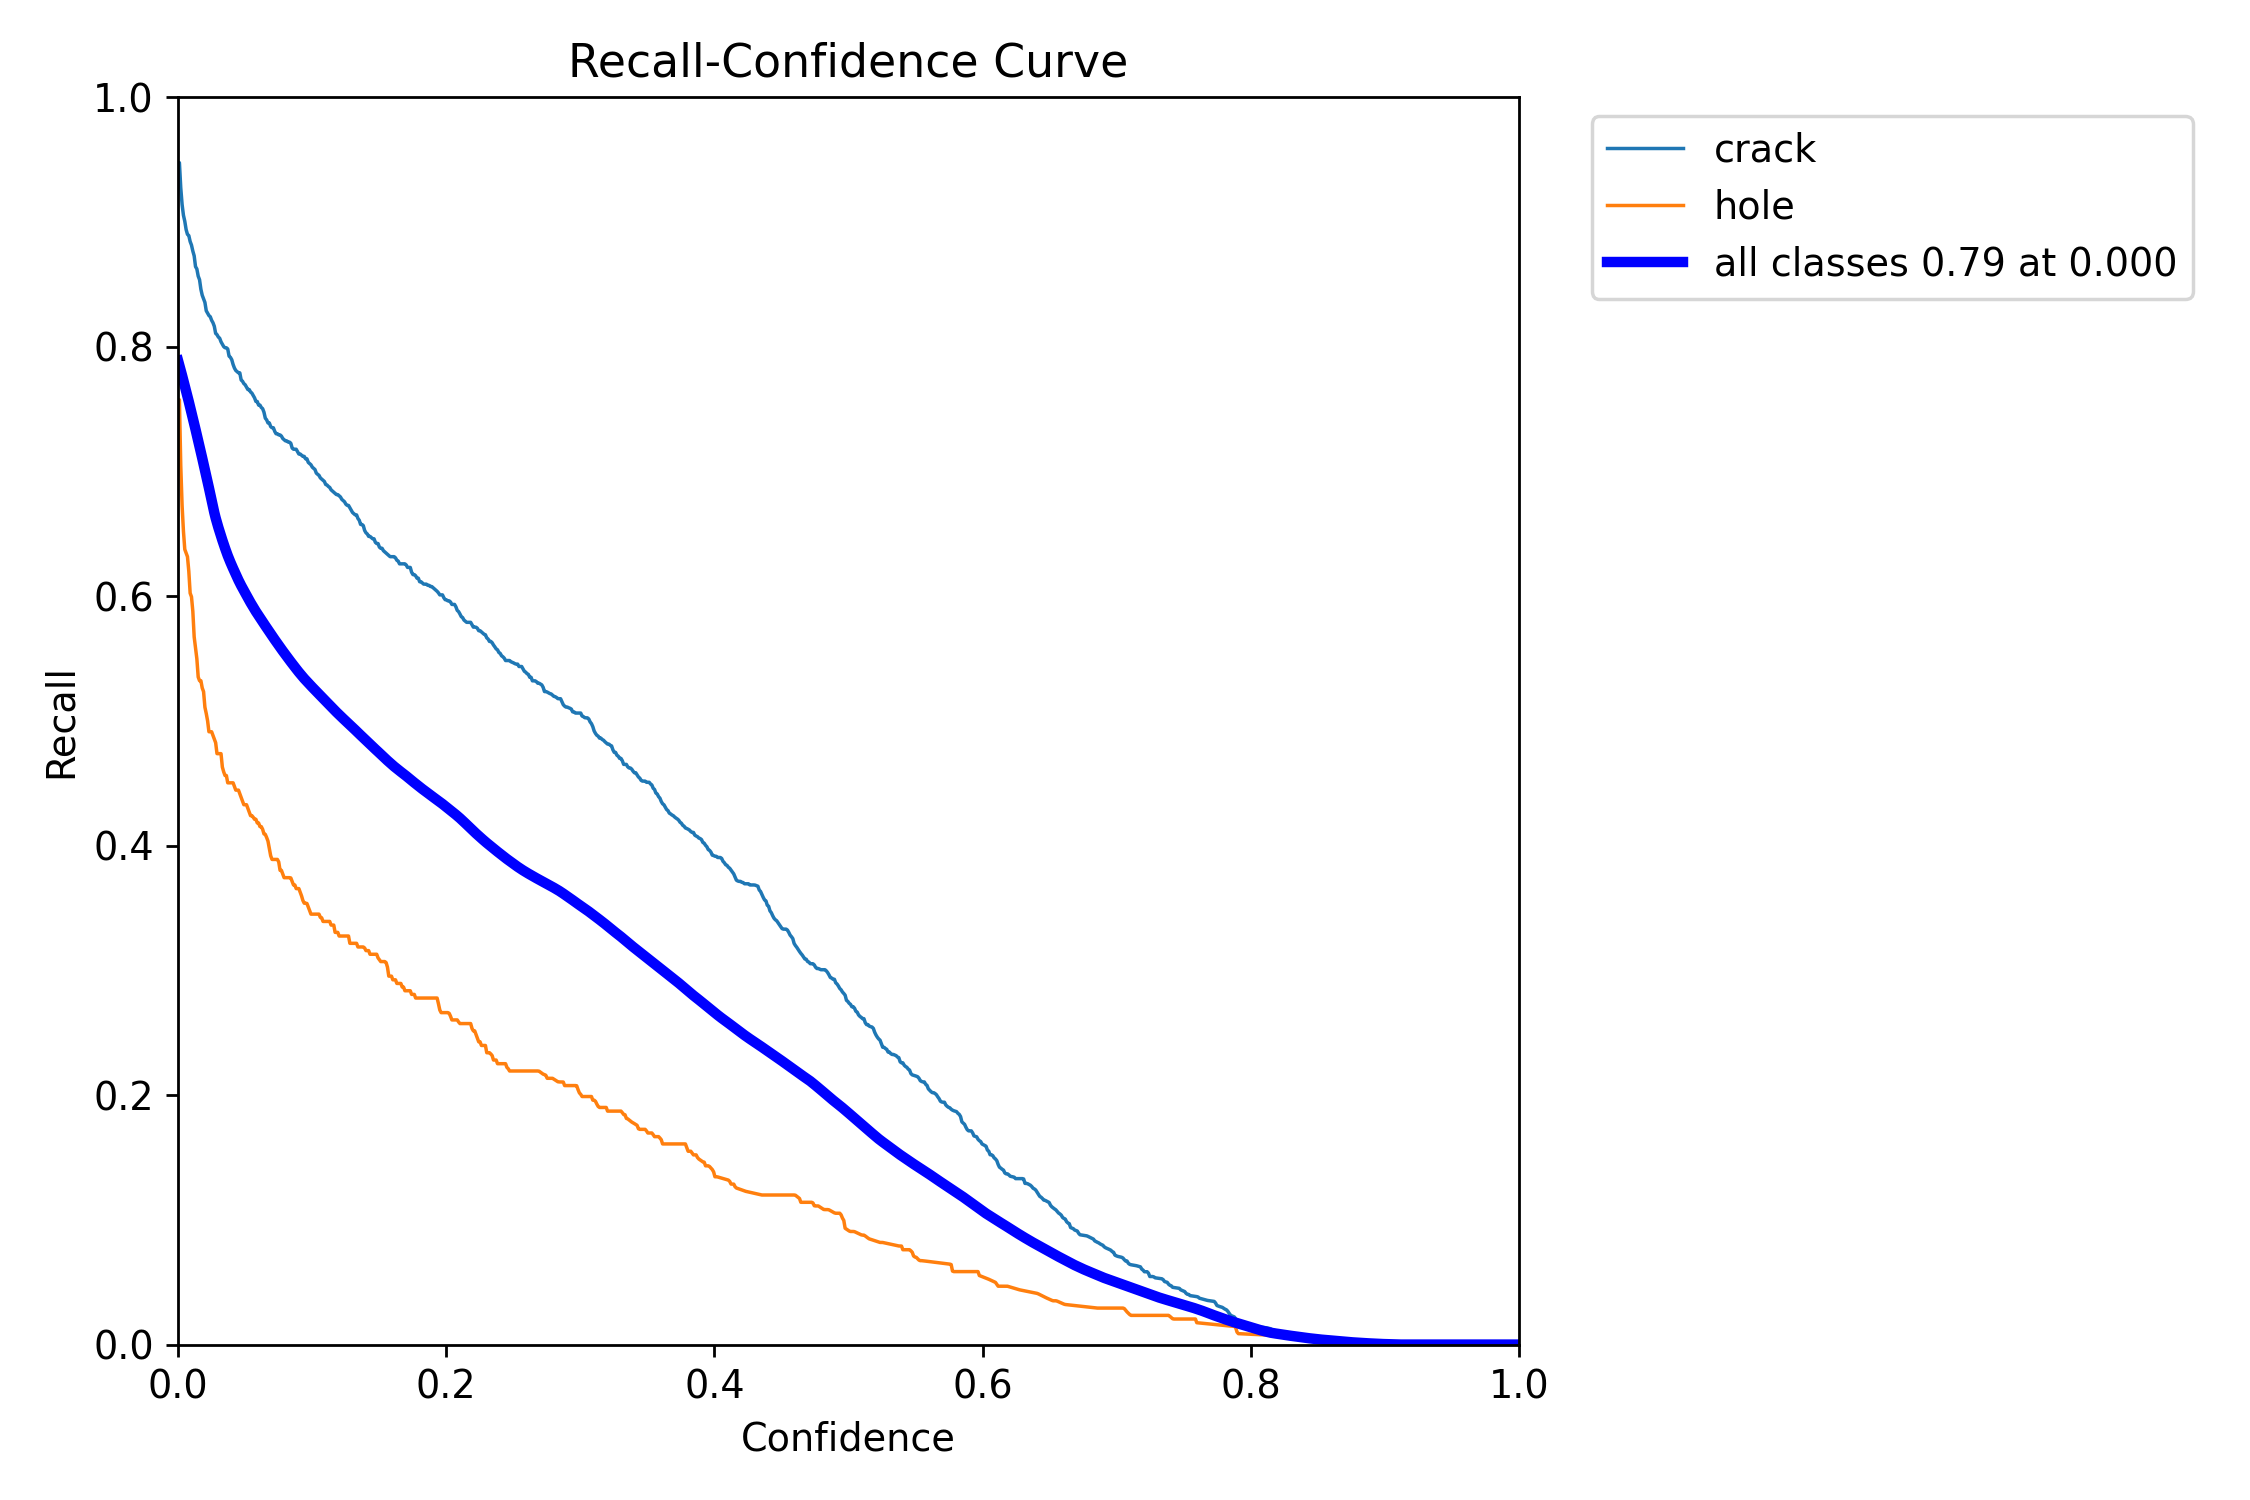 Recall-Confidence Curve
1.0
0.8
0.6
0.4
0.2
0.0
Recall
0.0 0.2 0.4 0.6 0.8 1.0
Confidence
crack
hole
all classes 0.79 at 0.000